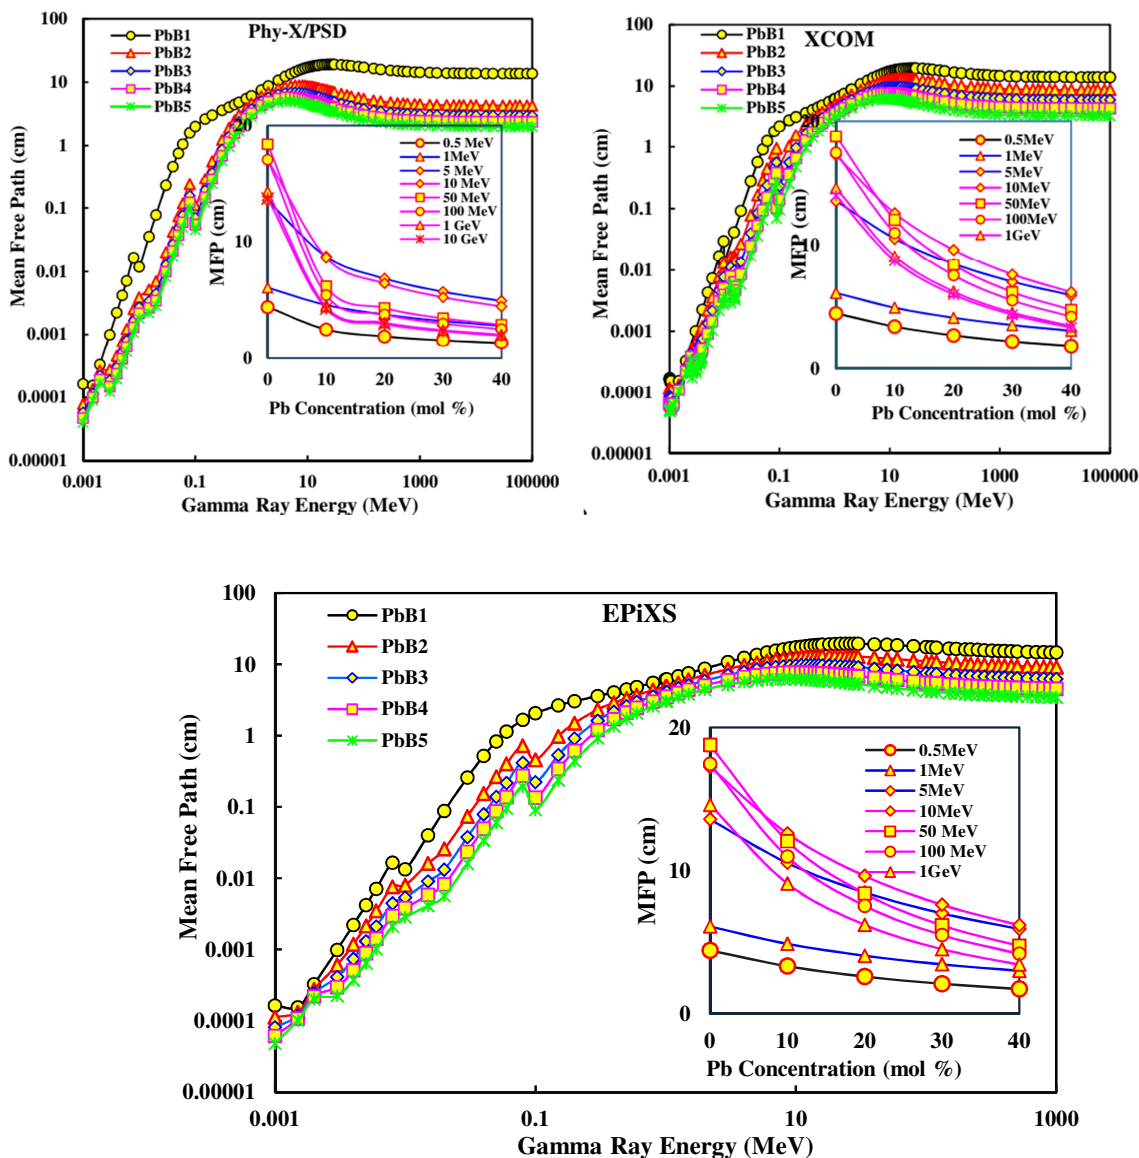 Phy-X/PSD
100
10
1
0.1
0.01
0.001
0.0001
0.00001
Mean Free Path (cm)
PbB1
PbB2
PbB3
PbB4
PbB5
20
10
0
MFP (cm)
0.5 MeV
1MeV
5 MeV
10 MeV
50 MeV
100 MeV
1 GeV
10 GeV
0 10 20 30 40
Pb Concentration (mol %)
0.001 0.1 10 1000 100000
Gamma Ray Energy (MeV)
XCOM
100
10
1
0.1
0.01
0.001
0.0001
0.00001
Mean Free Path (cm)
PbB1
PbB2
PbB3
PbB4
PbB5
20
10
0
MFP (cm)
0.5MeV
1MeV
5MeV
10MeV
50MeV
100MeV
1GeV
0 10 20 30 40
Pb Concentration (mol %)
0.001 0.1 10 1000 100000
Gamma Ray Energy (MeV)
EPiXS
100
10
1
0.1
0.01
0.001
0.0001
0.00001
Mean Free Path (cm)
PbB1
PbB2
PbB3
PbB4
PbB5
20
10
0
MFP (cm)
0.5MeV
1MeV
5MeV
10MeV
50 MeV
100 MeV
1GeV
0 10 20 30 40
Pb Concentration (mol %)
0.001 0.1 10 1000
Gamma Ray Energy (MeV)